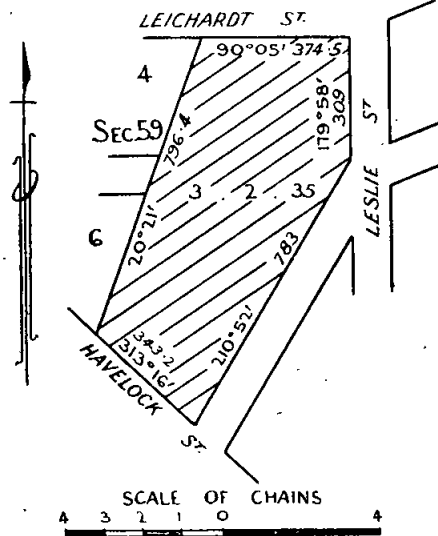 LEICHARDT ST.
90°05' 374·5
4
179°58'
309
SEC.59
796·4
ST
LESLIE
3 . 2 . 35
6
20°21'
783
210°52'
343·2
313°16'
HAVELOCK
ST.
SCALE OF CHAINS
4 3 2 1 0 4